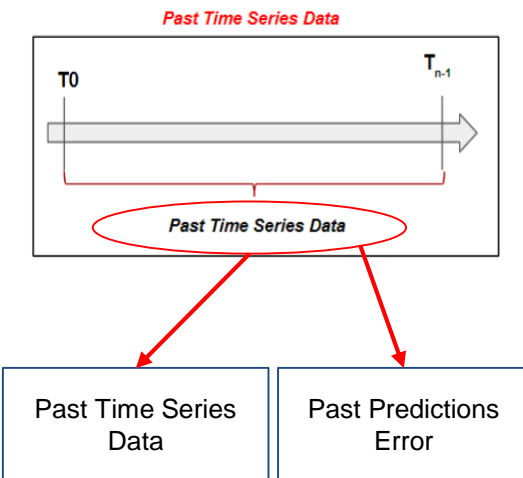 Past Time Series Data
T0
Tn-1
Past Time Series Data
Past Time Series
Data
Past Predictions
Error